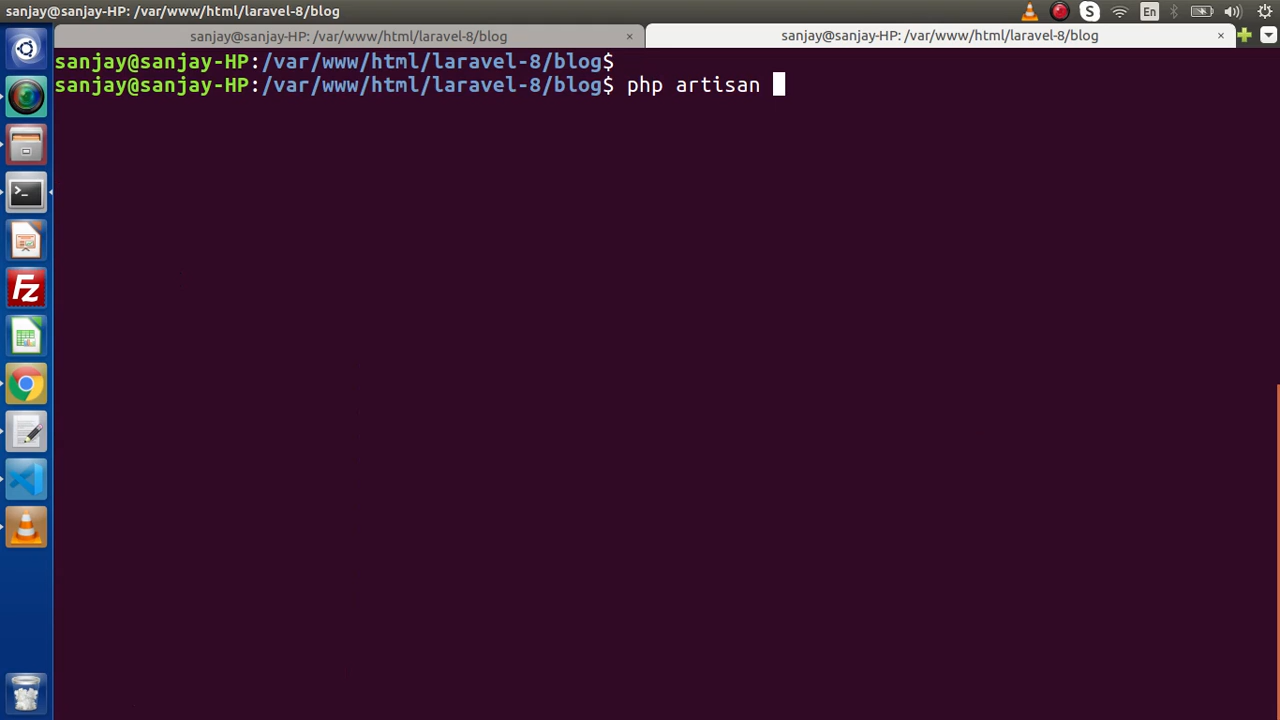 sanjay@sanjay-HP: /var/www/html/laravel-8/blog
S En
sanjay@sanjay-HP: /var/www/html/laravel-8/blog × sanjay@sanjay-HP: /var/www/html/laravel-8/blog ×
sanjay@sanjay-HP:/var/www/html/laravel-8/blog$
sanjay@sanjay-HP:/var/www/html/laravel-8/blog$ php artisan
>_
Fz